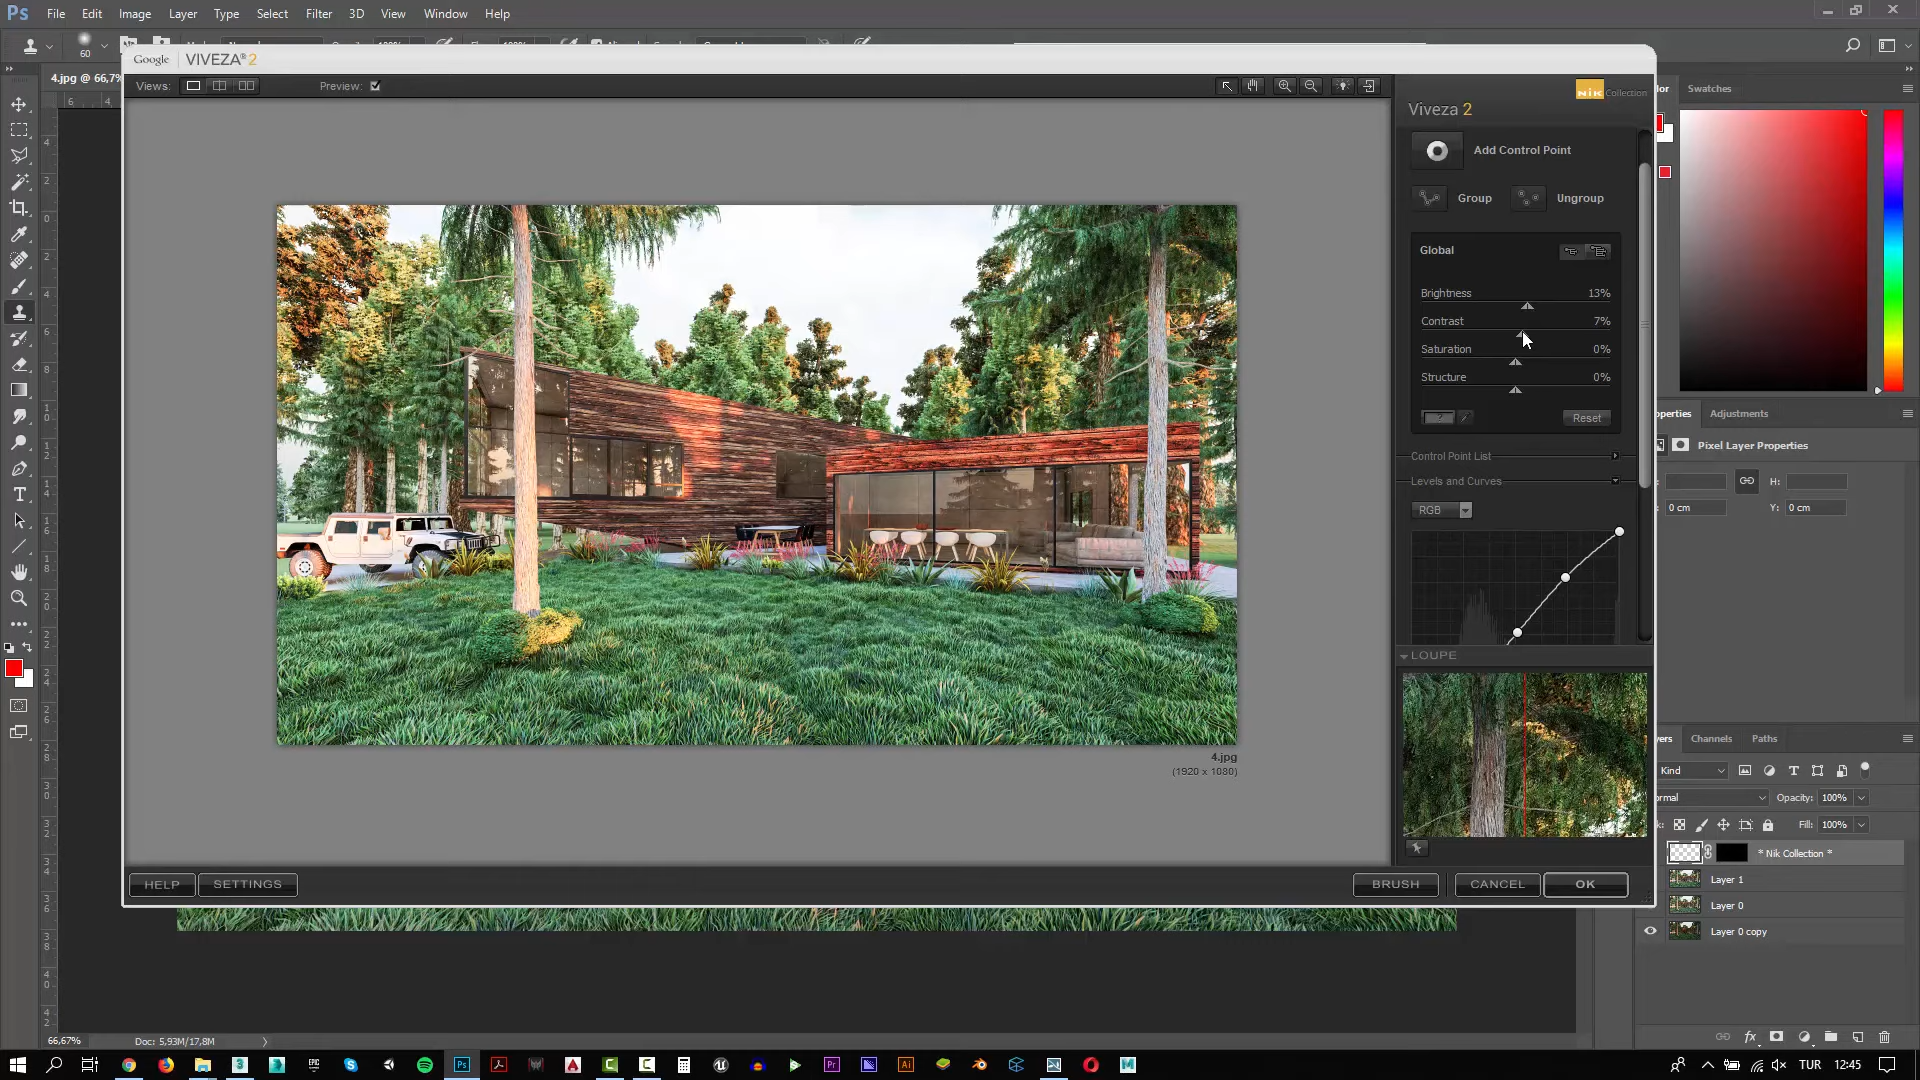 Ps File Edit Image Layer Type Select Filter 3D View Window Help
60
4.jpg @ 66,7%
Google VIVEZA® 2
Views: Preview:
Nik Collection
Viveza 2
Add Control Point
Group Ungroup
Global
Brightness 13%
Contrast 7%
Saturation 0%
Structure 0%
Reset
Control Point List
Levels and Curves
RGB
LOUPE
4.jpg
(1920 x 1080)
HELP SETTINGS BRUSH CANCEL OK
Swatches
Adjustments
Pixel Layer Properties
H:
0 cm Y: 0 cm
Channels Paths
Kind
Opacity: 100%
Fill: 100%
* Nik Collection *
Layer 1
Layer 0
Layer 0 copy
66,67% Doc: 5,93M/17,8M
TUR 12:45